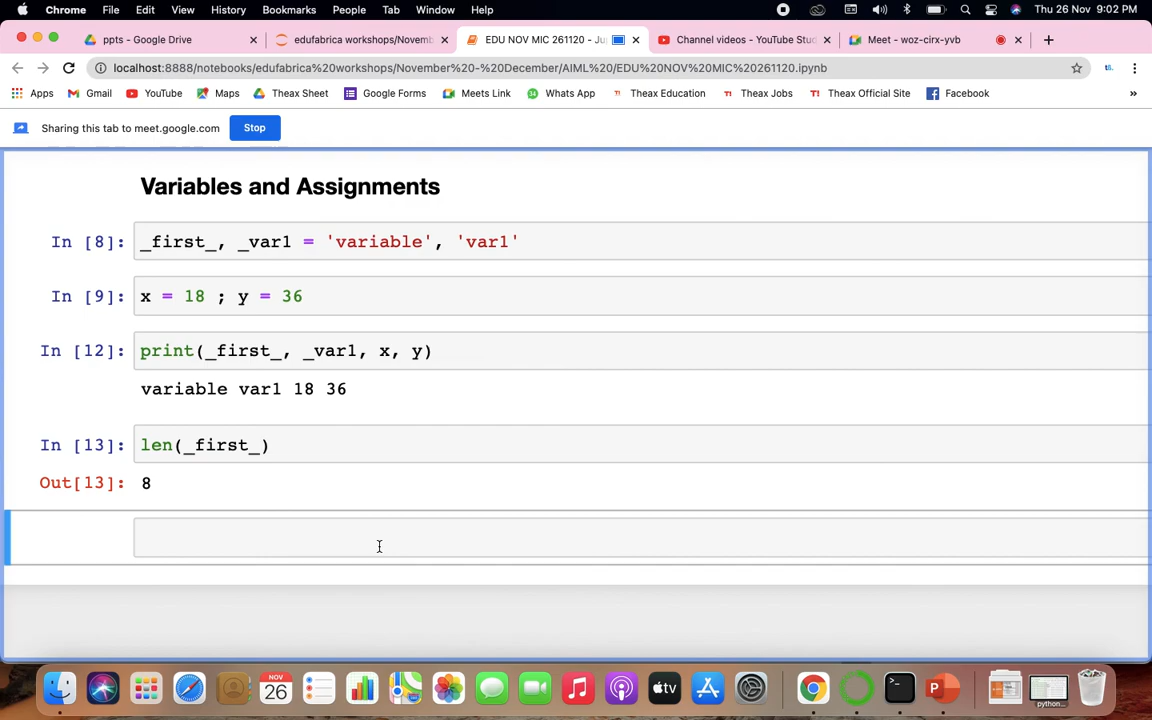 Chrome File Edit View History Bookmarks People Tab Window Help Thu 26 Nov 9:02 PM
ppts - Google Drive edufabrica workshops/Novemb EDU NOV MIC 261120 - Ju Channel videos - YouTube Stu Meet - woz-cirx-yvb
localhost:8888/notebooks/edufabrica%20workshops/November%20-%20December/AIML%20/EDU%20NOV%20MIC%20261120.ipynb
Apps Gmail YouTube Maps Theax Sheet Google Forms Meets Link Whats App Theax Education Theax Jobs Theax Official Site Facebook »
Sharing this tab to meet.google.com Stop
Variables and Assignments
In [8]: _first_, _var1 = 'variable', 'var1'
In [9]: x = 18 ; y = 36
In [12]: print(_first_, _var1, x, y)
variable var1 18 36
In [13]: len(_first_)
Out[13]: 8
NOV
26
tv
P
python...